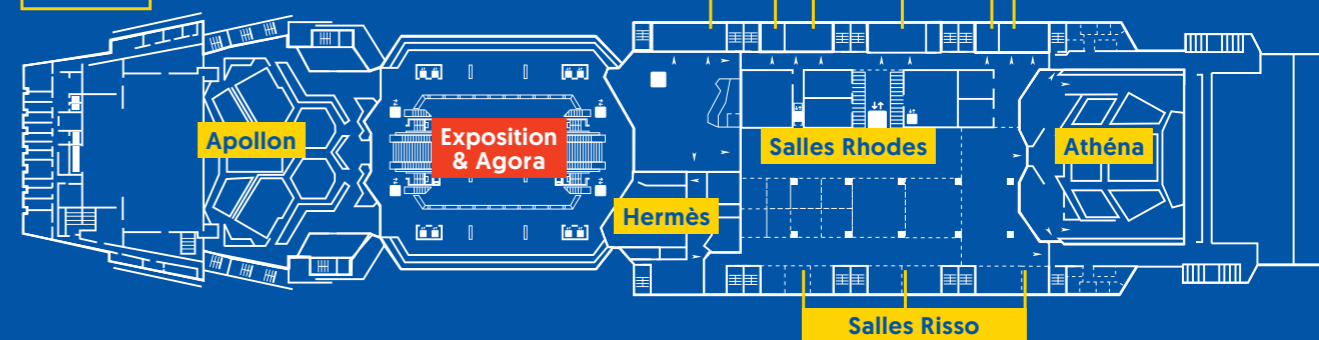 Apollon
Exposition
& Agora
Salles Rhodes
Athéna
Hermès
Salles Risso